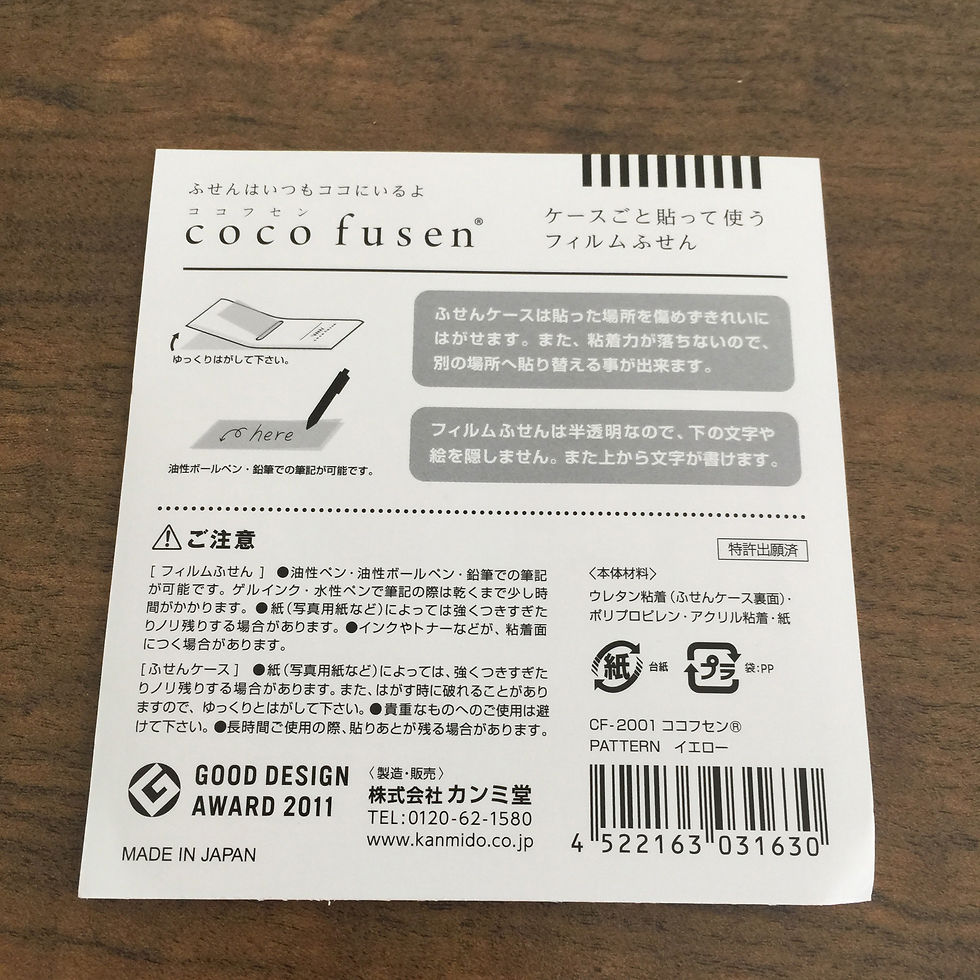 ふせんはいつもココにいるよ
ココフセン
coco fusen®
ケースごと貼って使う
フィルムふせん
ゆっくりはがして下さい。
ふせんケースは貼った場所を傷めずきれいに
はがせます。また、粘着力が落ちないので、
別の場所へ貼り替える事が出来ます。
here
油性ボールペン・鉛筆での筆記が可能です。
フィルムふせんは半透明なので、下の文字や
絵を隠しません。また上から文字が書けます。
ご注意
特許出願済
[ フィルムふせん ] ●油性ペン・油性ボールペン・鉛筆での筆記
が可能です。ゲルインク・水性ペンで筆記の際は乾くまで少し時
間がかかります。●紙(写真用紙など)によっては強くつきすぎた
りノリ残りする場合があります。●インクやトナーなどが、粘着面
につく場合があります。
[ふせんケース] ●紙(写真用紙など)によっては、強くつきすぎた
りノリ残りする場合があります。また、はがす時に破れることがあり
ますので、ゆっくりとはがして下さい。●貴重なものへのご使用は避
けて下さい。●長時間ご使用の際、貼りあとが残る場合があります。
〈本体材料〉
ウレタン粘着(ふせんケース裏面)・
ポリプロピレン・アクリル粘着・紙
紙 台紙 プラ 袋:PP
CF-2001 ココフセン®
PATTERN イエロー
GOOD DESIGN
AWARD 2011
〈製造・販売〉
株式会社 カンミ堂
TEL:0120-62-1580
www.kanmido.co.jp
4 522163 031630
MADE IN JAPAN